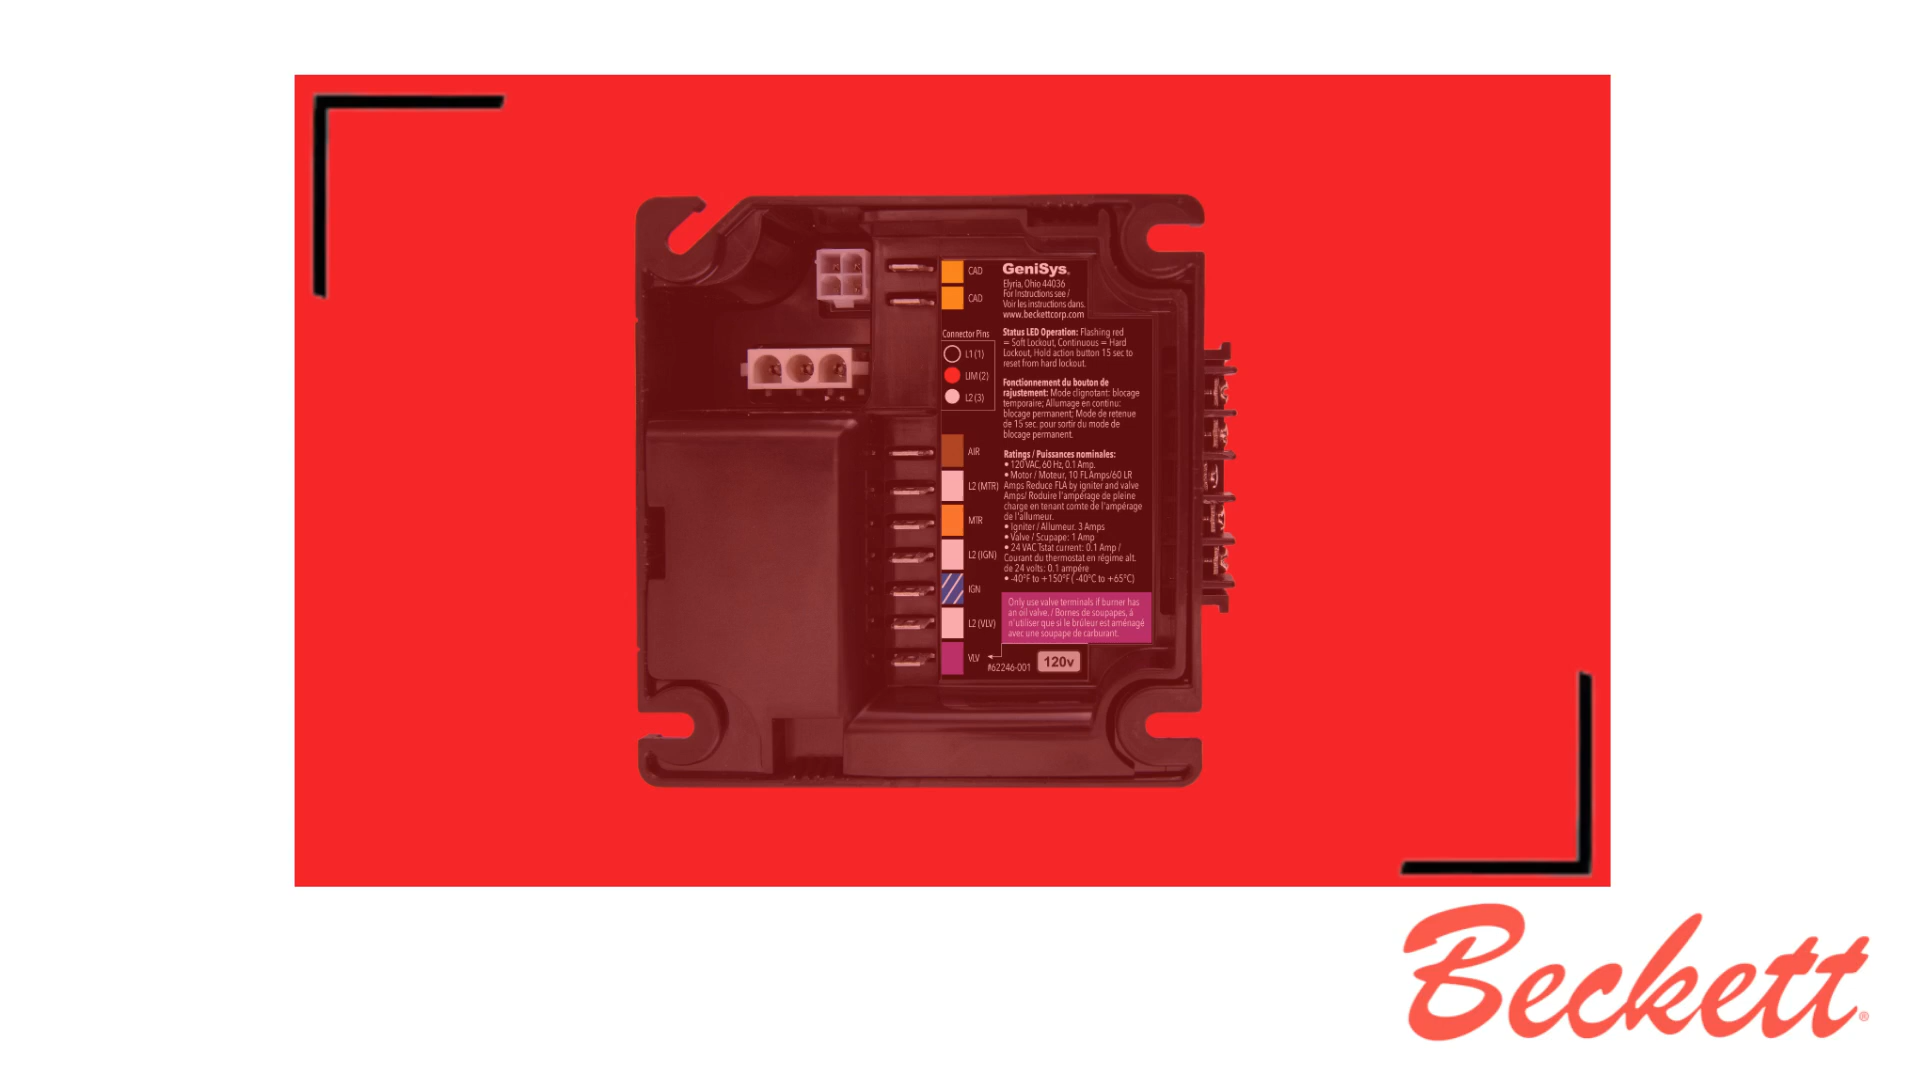 CAD
CAD
Connector Pins
L1 (1)
LIM (2)
L2 (3)
AIR
L2 (MTR)
MTR
L2 (IGN)
IGN
L2 (VLV)
VLV
GeniSys®
Elyria, Ohio 44036
For Instructions see /
Voir les instructions dans.
www.beckettcorp.com
Status LED Operation: Flashing red
= Soft Lockout, Continuous = Hard
Lockout, Hold action button 15 sec to
reset from hard lockout.
Fonctionnement du bouton de
rajustement: Mode clignotant: blocage
temporaire; Allumage en continu:
blocage permanent; Mode de retenue
de 15 sec. pour sortir du mode de
blocage permanent.
Ratings / Puissances nominales:
• 120 VAC, 60 Hz, 0.1 Amp.
• Motor / Moteur, 10 FL Amps/60 LR
Amps Reduce FLA by igniter and valve
Amps/ Roduire l'ampérage de pleine
charge en tenant comte de l'ampérage
de l'allumeur.
• Igniter / Allumeur. 3 Amps
• Valve / Scupape: 1 Amp
• 24 VAC Tstat current: 0.1 Amp /
Courant du thermostat en régime alt.
de 24 volts: 0.1 ampére
• -40°F to +150°F ( -40°C to +65°C)
Only use valve terminals if burner has
an oil valve. / Bornes de soupapes, á
n'utiliser que si le brûleur est aménagé
avec une soupape de carburant.
#62246-001
120v
Beckett®